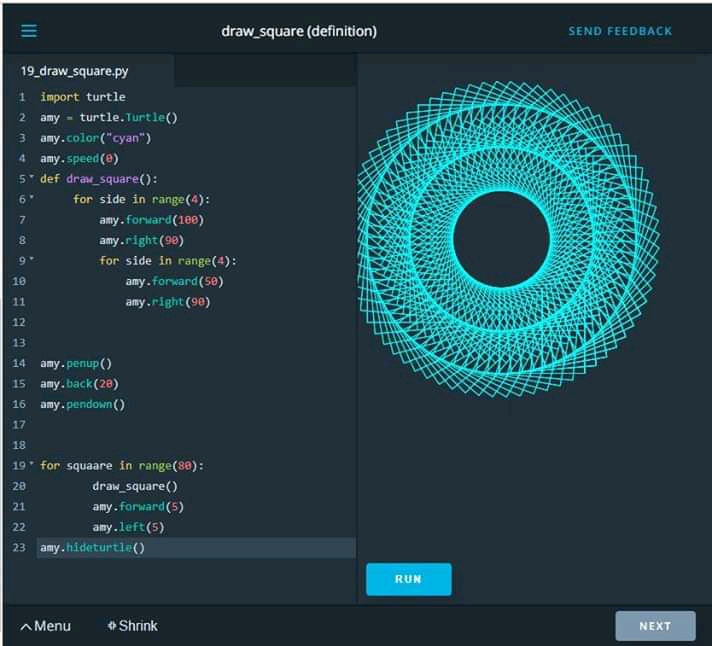 draw_square (definition)
SEND FEEDBACK
19_draw_square.py
1 import turtle
2 amy = turtle.Turtle()
3 amy.color("cyan")
4 amy.speed(0)
5 def draw_square():
6 for side in range(4):
7 amy.forward(100)
8 amy.right(90)
9 for side in range(4):
10 amy.forward(50)
11 amy.right(90)
12
13
14 amy.penup()
15 amy.back(20)
16 amy.pendown()
17
18
19 for squaare in range(80):
20 draw_square()
21 amy.forward(5)
22 amy.left(5)
23 amy.hideturtle()
RUN
Menu
Shrink
NEXT